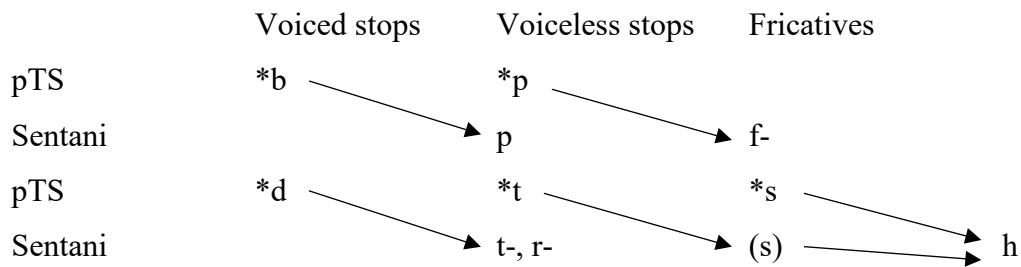 Voiced stops Voiceless stops Fricatives
pTS *b *p
Sentani p f-
pTS *d *t *s
Sentani t-, r- (s) h